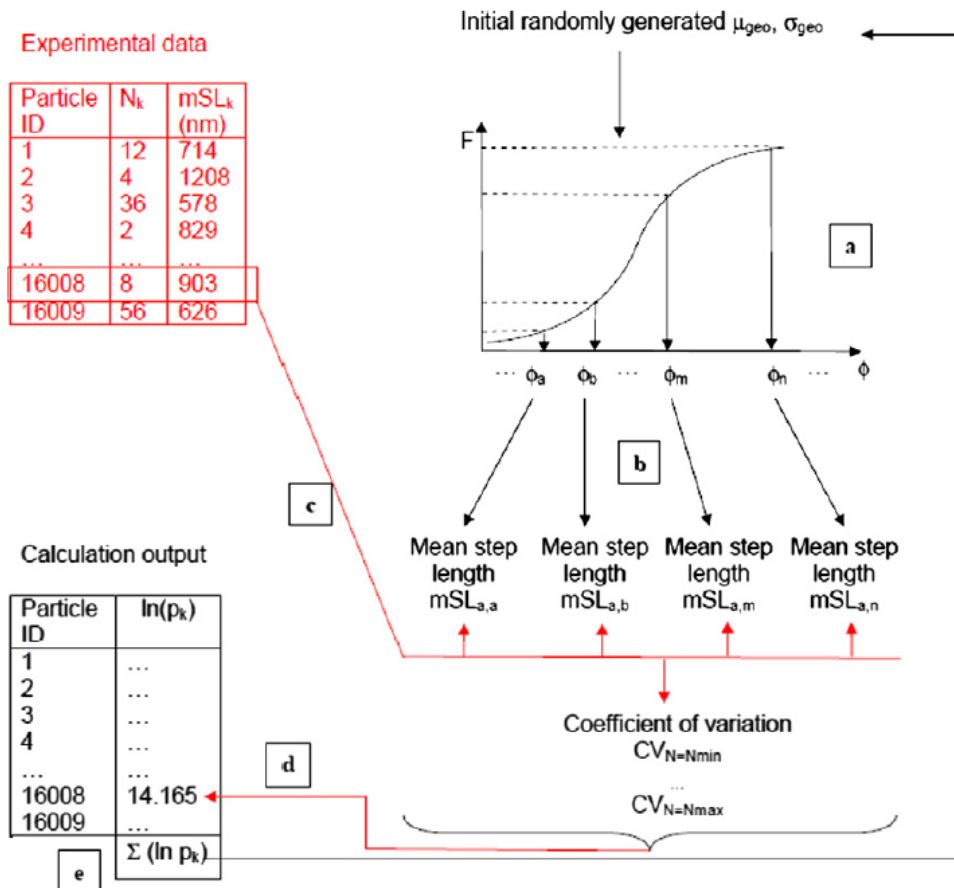 Initial randomly generated μgeo, σgeo
Experimental data
Particle ID Nk mSLk (nm)
1 12 714
2 4 1208
3 36 578
4 2 829
... ... ...
16008 8 903
16009 56 626
F
a
... ϕa ϕb ... ϕm ϕn ... ϕ
b
c
Mean step length mSLa,a
Mean step length mSLa,b
Mean step length mSLa,m
Mean step length mSLa,n
Calculation output
Particle ID ln(pk)
1 ...
2 ...
3 ...
4 ...
... ...
16008 14.165
16009 ...
Σ (ln pk)
d
e
Coefficient of variation
CVN=Nmin
...
CVN=Nmax